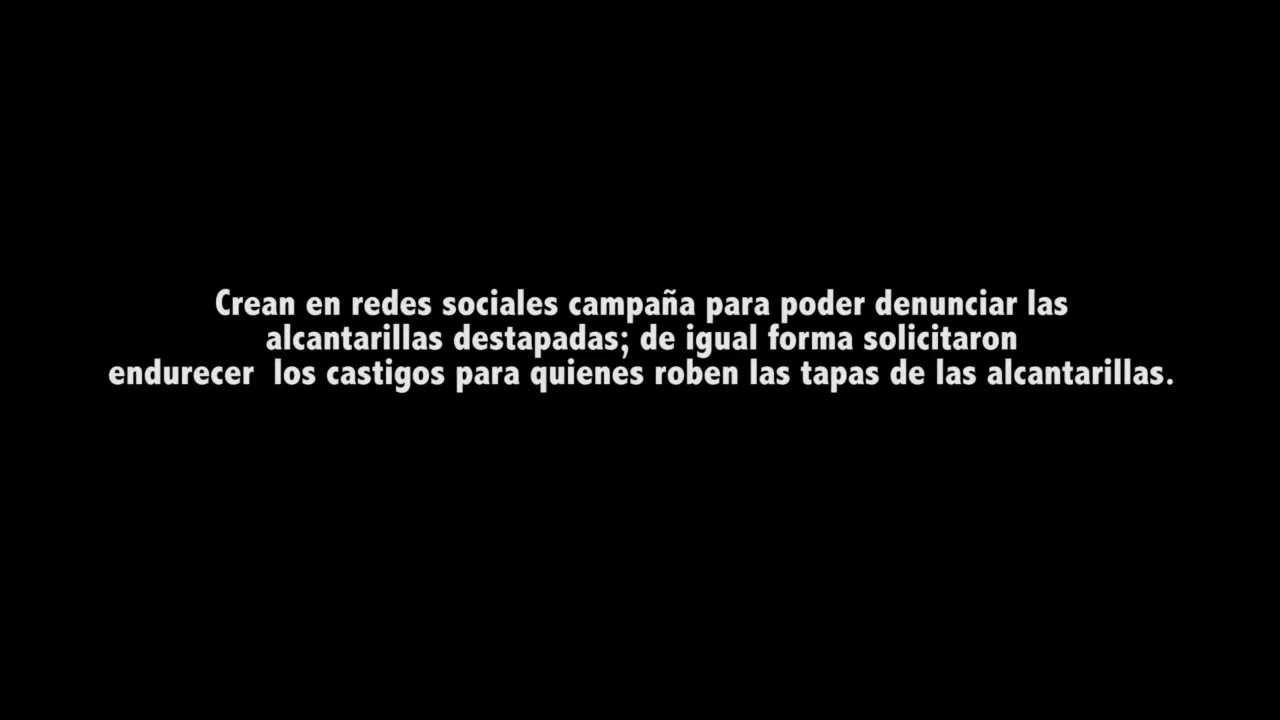 Crean en redes sociales campaña para poder denunciar las
alcantarillas destapadas; de igual forma solicitaron
endurecer  los castigos para quienes roben las tapas de las alcantarillas.